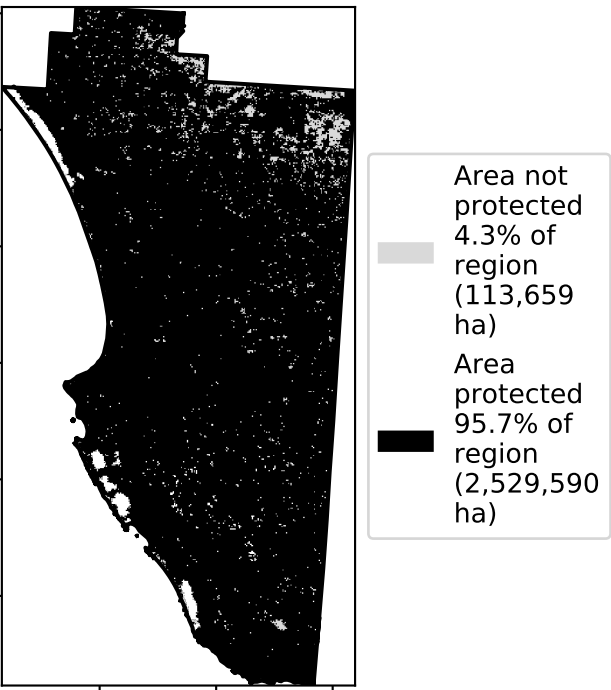 Area not
protected
4.3% of
region
(113,659
ha)
Area
protected
95.7% of
region
(2,529,590
ha)